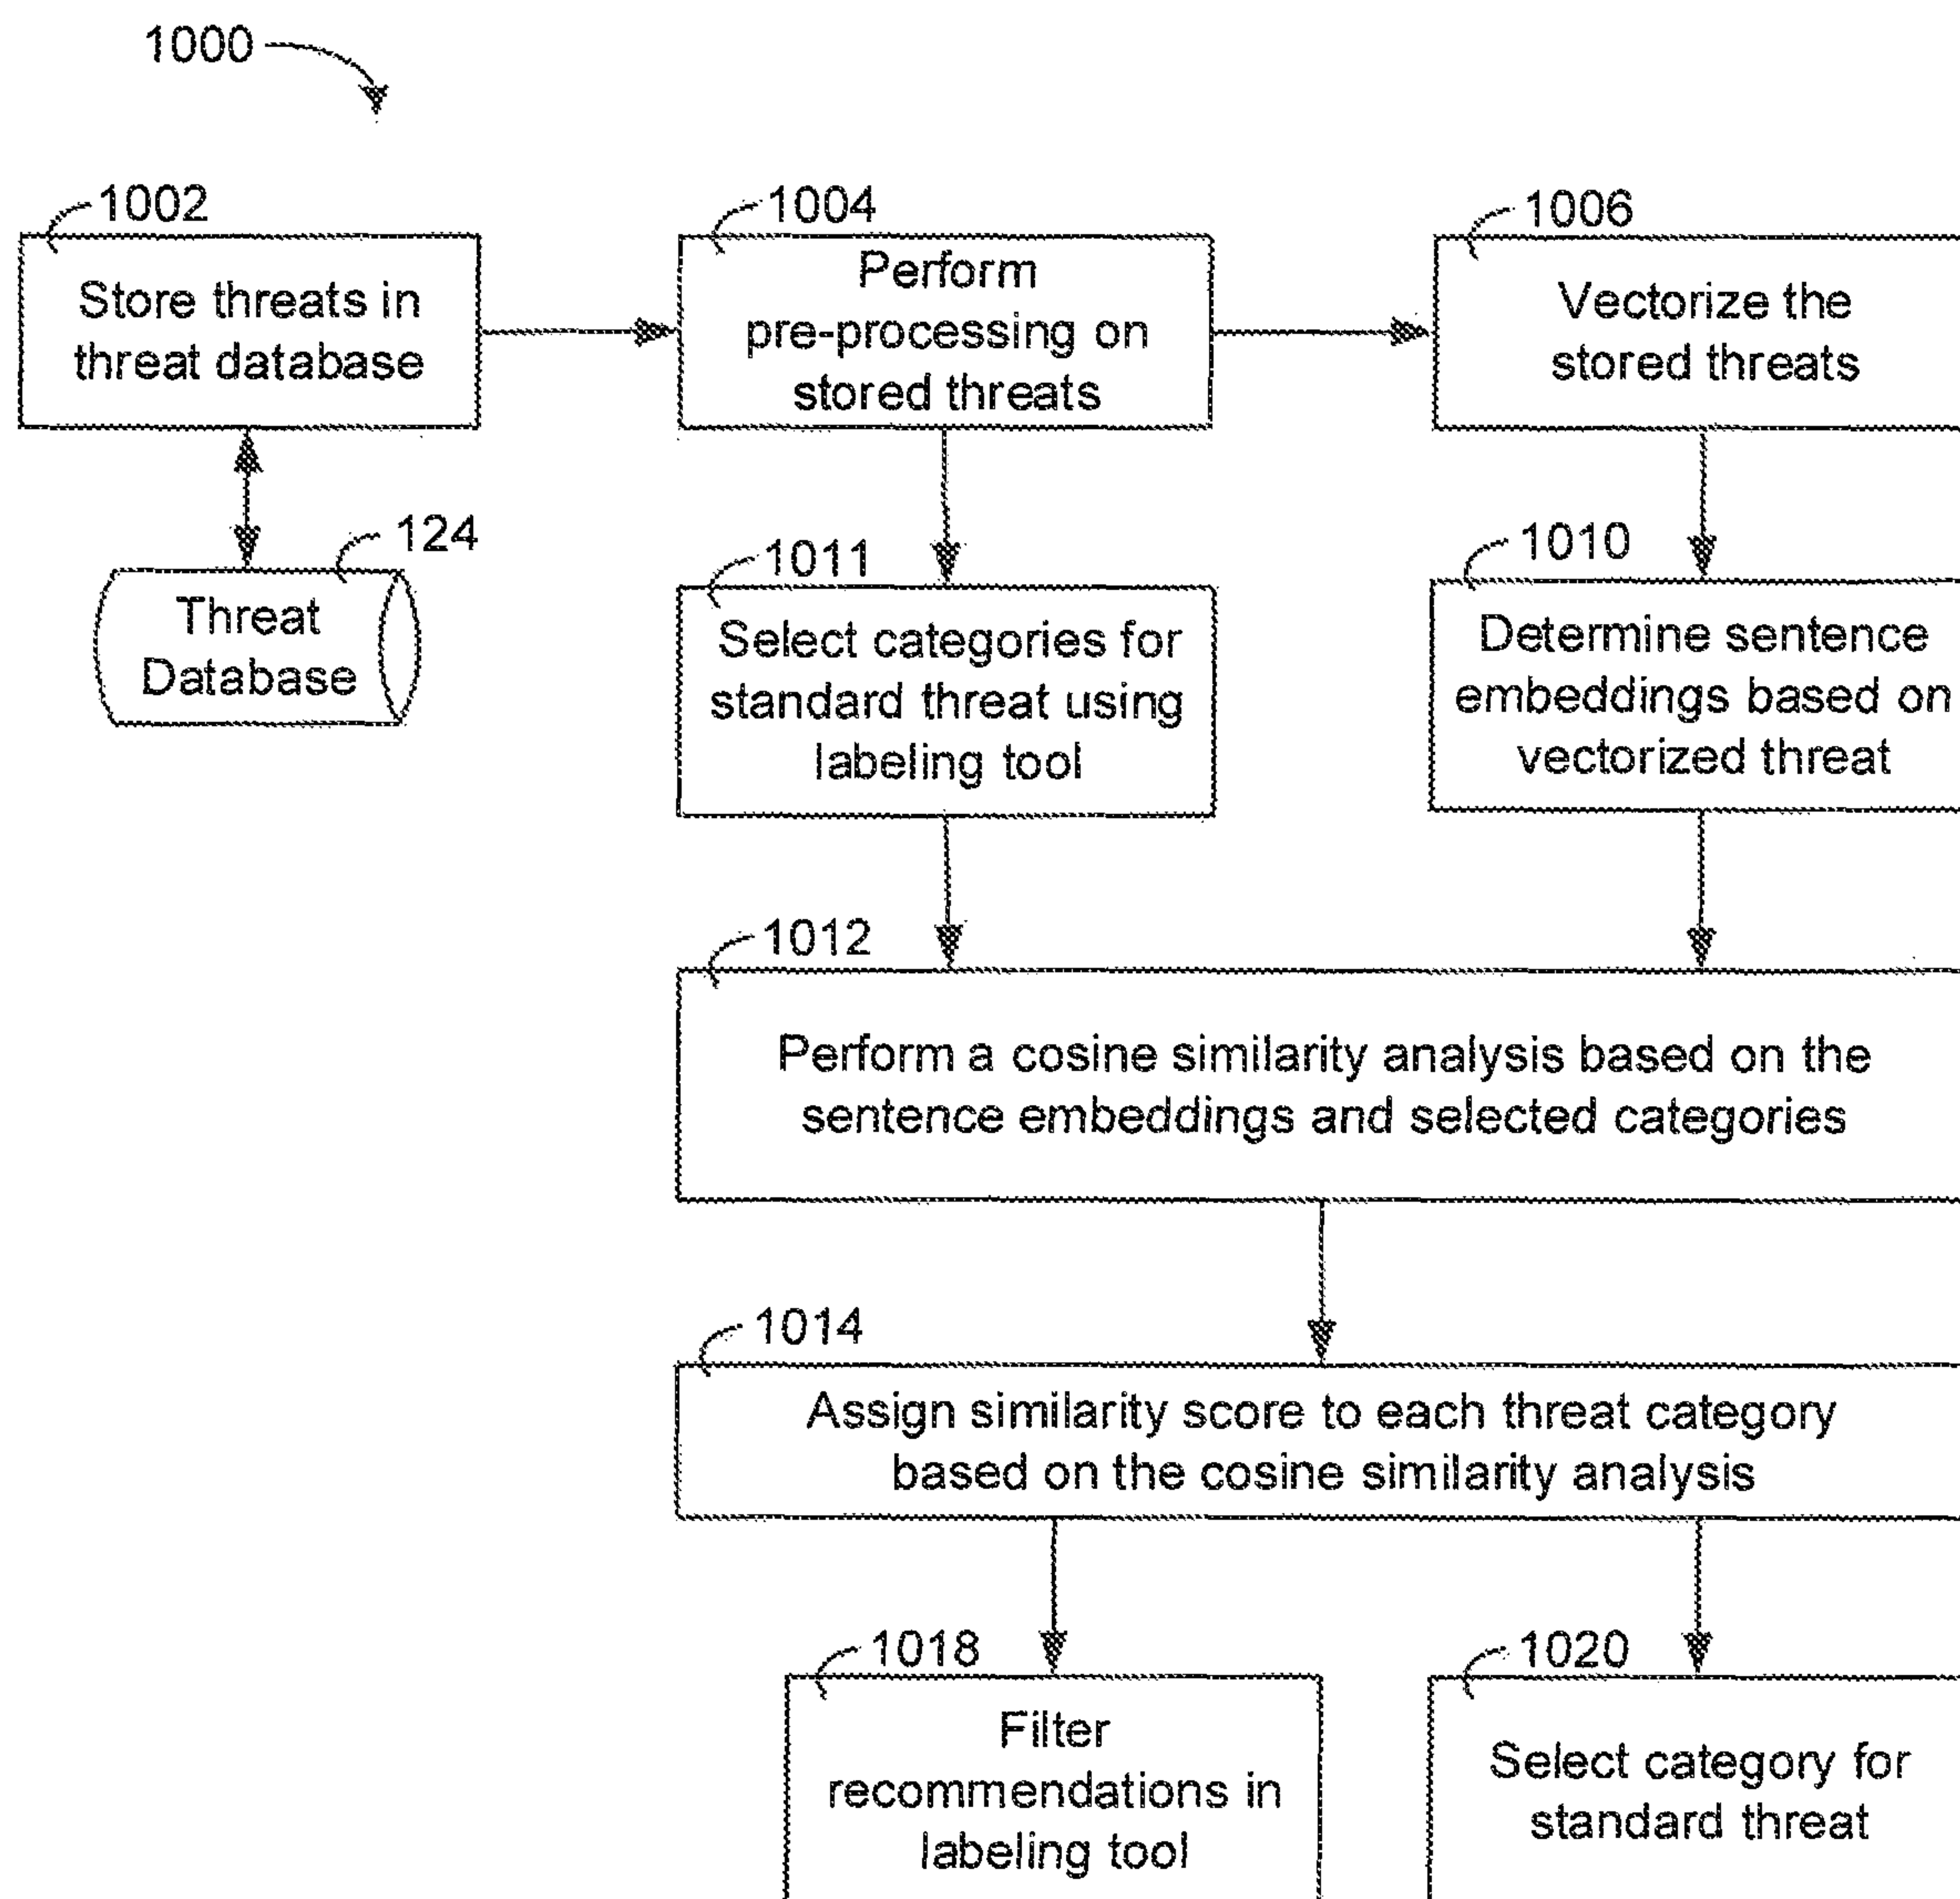 1000
1002
Store threats in
threat database
1004
Perform
pre-processing on
stored threats
1006
Vectorize the
stored threats
124
Threat
Database
1011
Select categories for
standard threat using
labeling tool
1010
Determine sentence
embeddings based on
vectorized threat
1012
Perform a cosine similarity analysis based on the
sentence embeddings and selected categories
1014
Assign similarity score to each threat category
based on the cosine similarity analysis
1018
Filter
recommendations in
labeling tool
1020
Select category for
standard threat